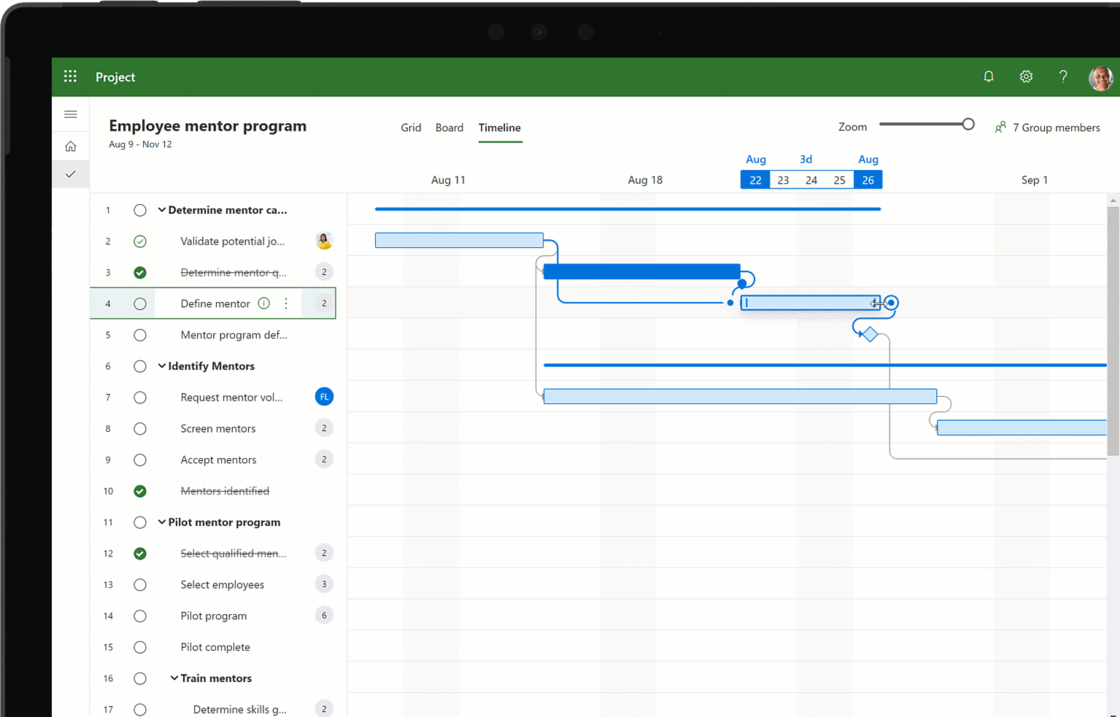 Project
?
Employee mentor program
Aug 9 - Nov 12
Grid Board Timeline
Zoom
7 Group members
Aug 3d Aug
Aug 11 Aug 18 22 23 24 25 26 Sep 1
1 Determine mentor ca...
2 Validate potential jo...
3 Determine mentor q... 2
4 Define mentor 2
5 Mentor program def...
6 Identify Mentors
7 Request mentor vol... FL
8 Screen mentors 2
9 Accept mentors 2
10 Mentors identified
11 Pilot mentor program
12 Select qualified men... 2
13 Select employees 3
14 Pilot program 6
15 Pilot complete
16 Train mentors
17 Determine skills g... 2